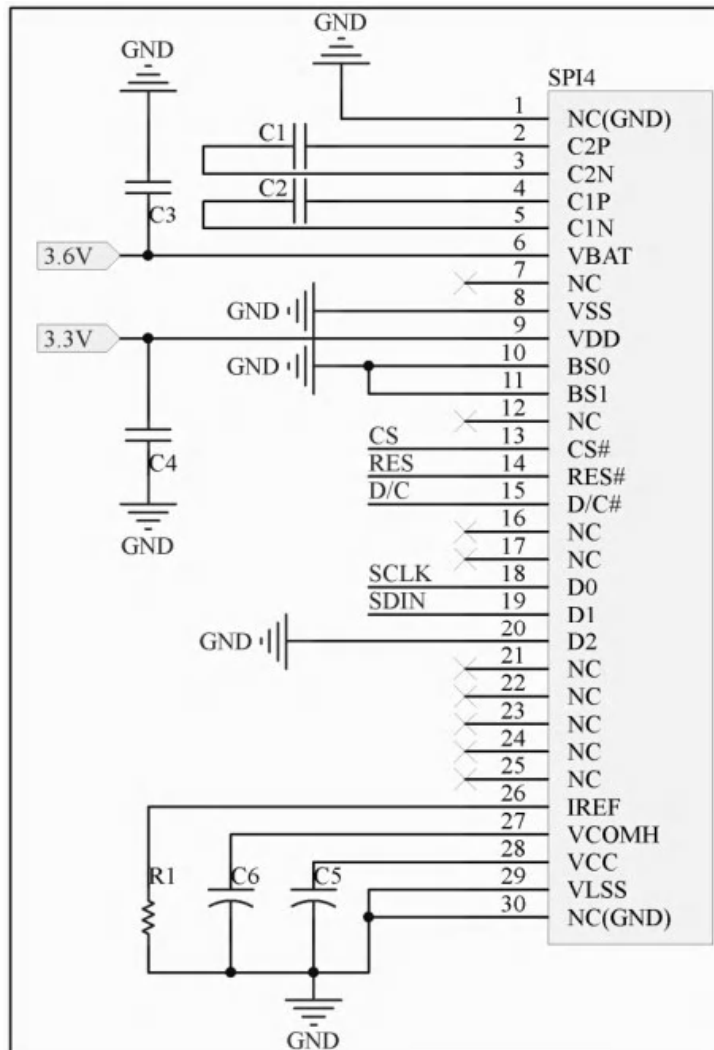 GND
GND
SPI4
1 NC(GND)
C1 2 C2P
3 C2N
C2 4 C1P
C3 5 C1N
3.6V 6 VBAT
7 NC
GND 8 VSS
3.3V 9 VDD
GND 10 BS0
11 BS1
12 NC
CS 13 CS#
C4 RES 14 RES#
D/C 15 D/C#
GND 16 NC
17 NC
SCLK 18 D0
SDIN 19 D1
GND 20 D2
21 NC
22 NC
23 NC
24 NC
25 NC
26 IREF
27 VCOMH
R1 C6 C5 28 VCC
29 VLSS
30 NC(GND)
GND